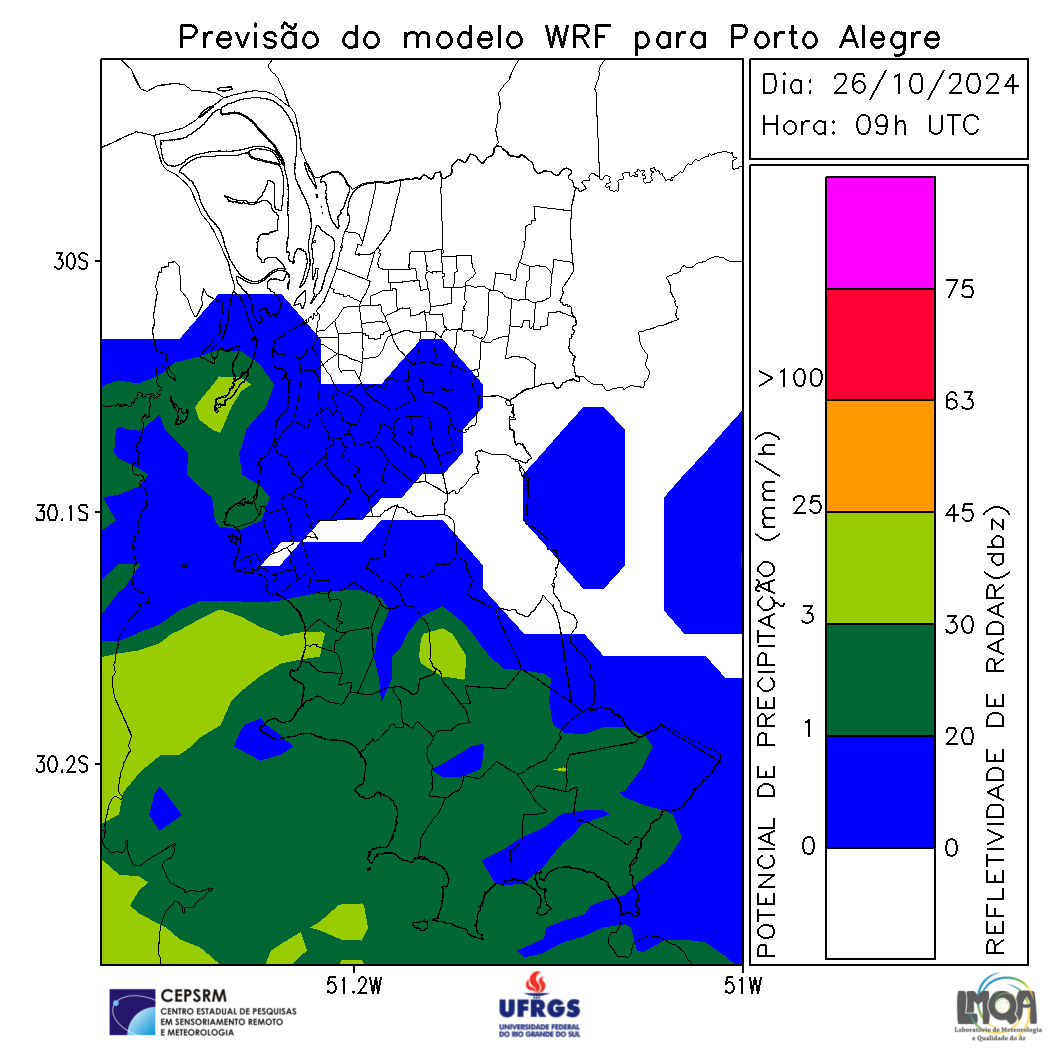 Previsão do modelo WRF para Porto Alegre
Dia: 26/10/2024
Hora: 09h UTC
30S
30.1S
30.2S
51.2W
51W
POTENCIAL DE PRECIPITAÇÃO (mm/h)
>100
25
3
1
0
75
63
45
30
20
0
REFLETIVIDADE DE RADAR(dbz)
CEPSRM
CENTRO ESTADUAL DE PESQUISAS
EM SENSORIAMENTO REMOTO
E METEOROLOGIA
UFRGS
UNIVERSIDADE FEDERAL
DO RIO GRANDE DO SUL
LMQA
Laboratório de Meteorologia
e Qualidade do Ar